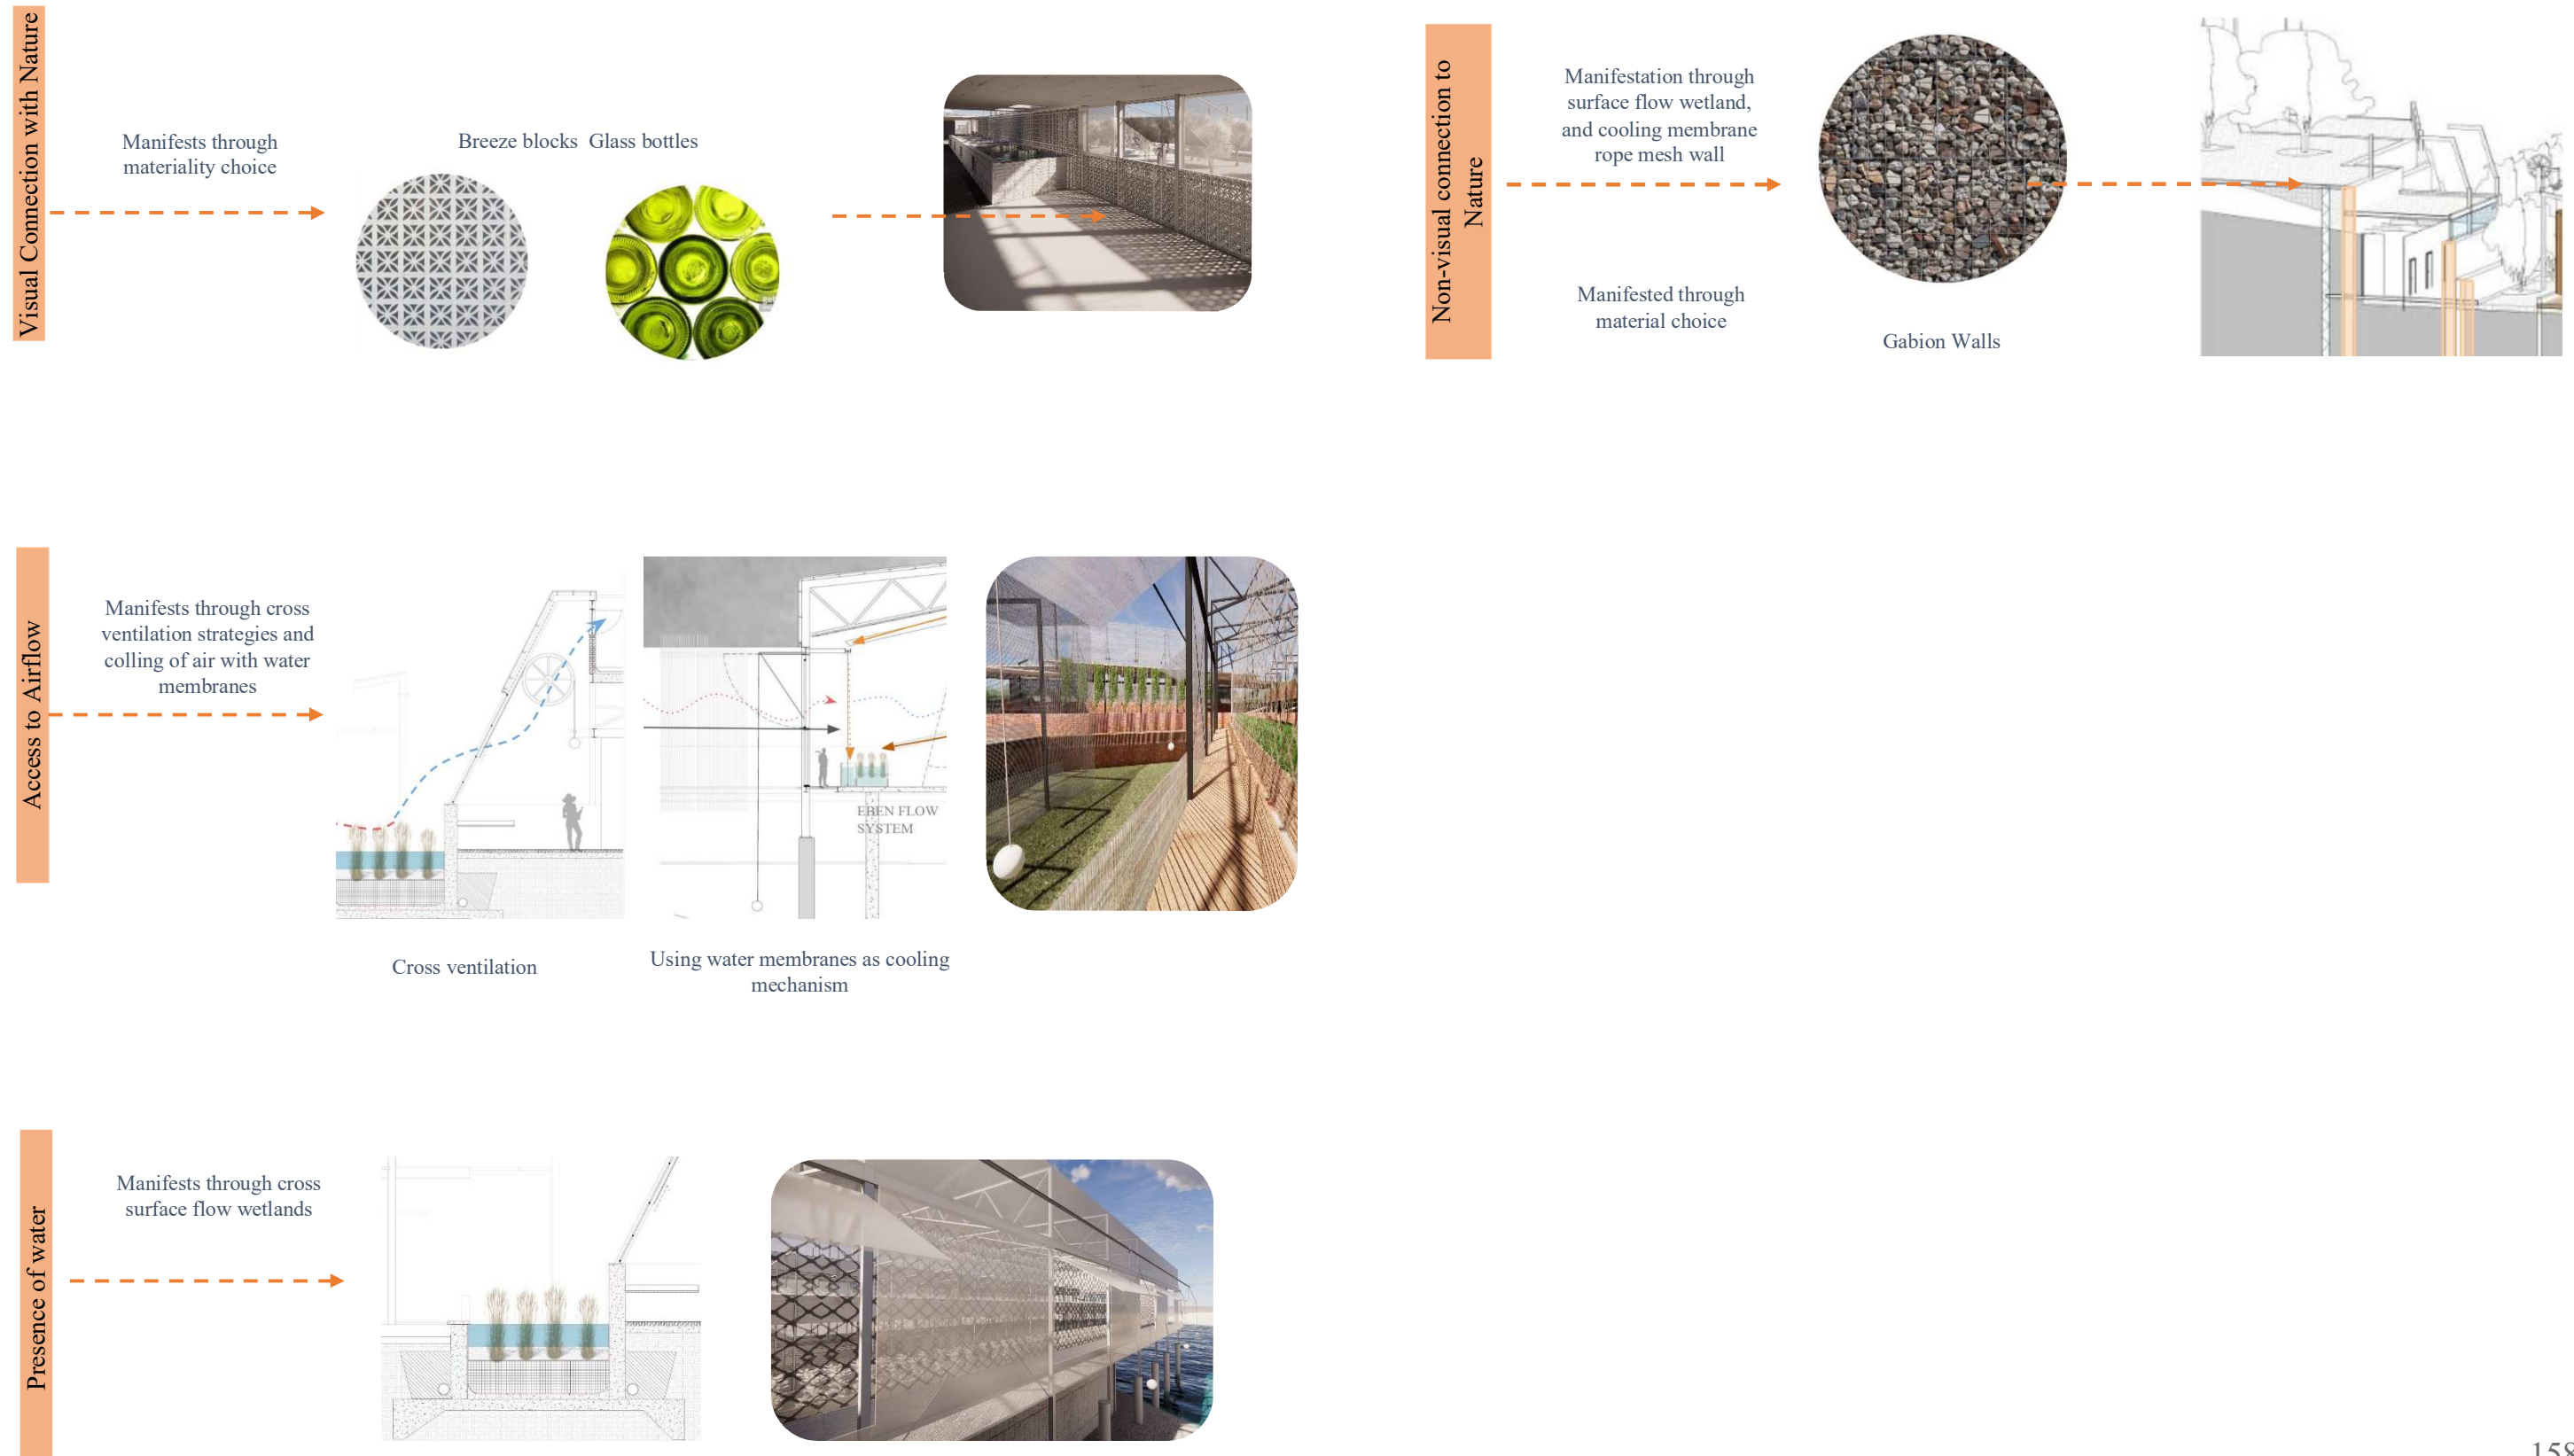 Visual Connection with Nature
Manifests through
materiality choice
Breeze blocks Glass bottles
Non-visual connection to
Nature
Manifestation through
surface flow wetland,
and cooling membrane
rope mesh wall
Manifested through
material choice
Gabion Walls
Access to Airflow
Manifests through cross
ventilation strategies and
colling of air with water
membranes
EBEN FLOW
SYSTEM
Cross ventilation
Using water membranes as cooling
mechanism
Presence of water
Manifests through cross
surface flow wetlands